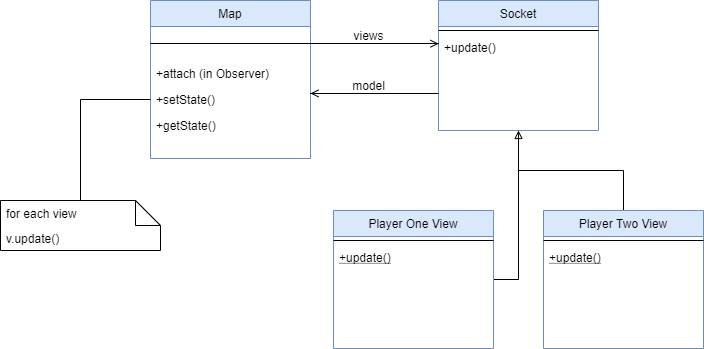 Map
Socket
views
+update()
+attach (in Observer)
model
+setState()
+getState()
for each view
v.update()
Player One View
Player Two View
+update()
+update()